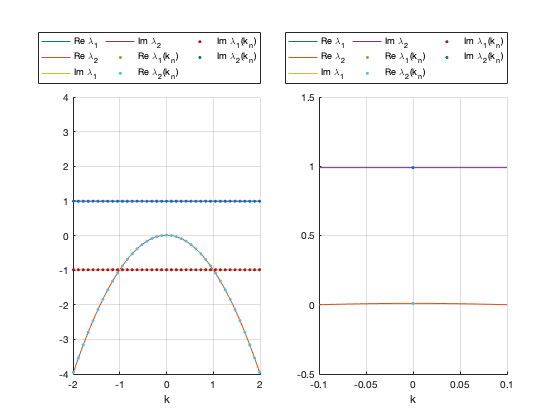 Re λ1 Im λ2 Im λ1(kn)
Re λ2 Re λ1(kn) Im λ2(kn)
Im λ1 Re λ2(kn)
4
3
2
1
0
-1
-2
-3
-4
-2 -1 0 1 2
k
Re λ1 Im λ2 Im λ1(kn)
Re λ2 Re λ1(kn) Im λ2(kn)
Im λ1 Re λ2(kn)
1.5
1
0.5
0
-0.5
-0.1 -0.05 0 0.05 0.1
k